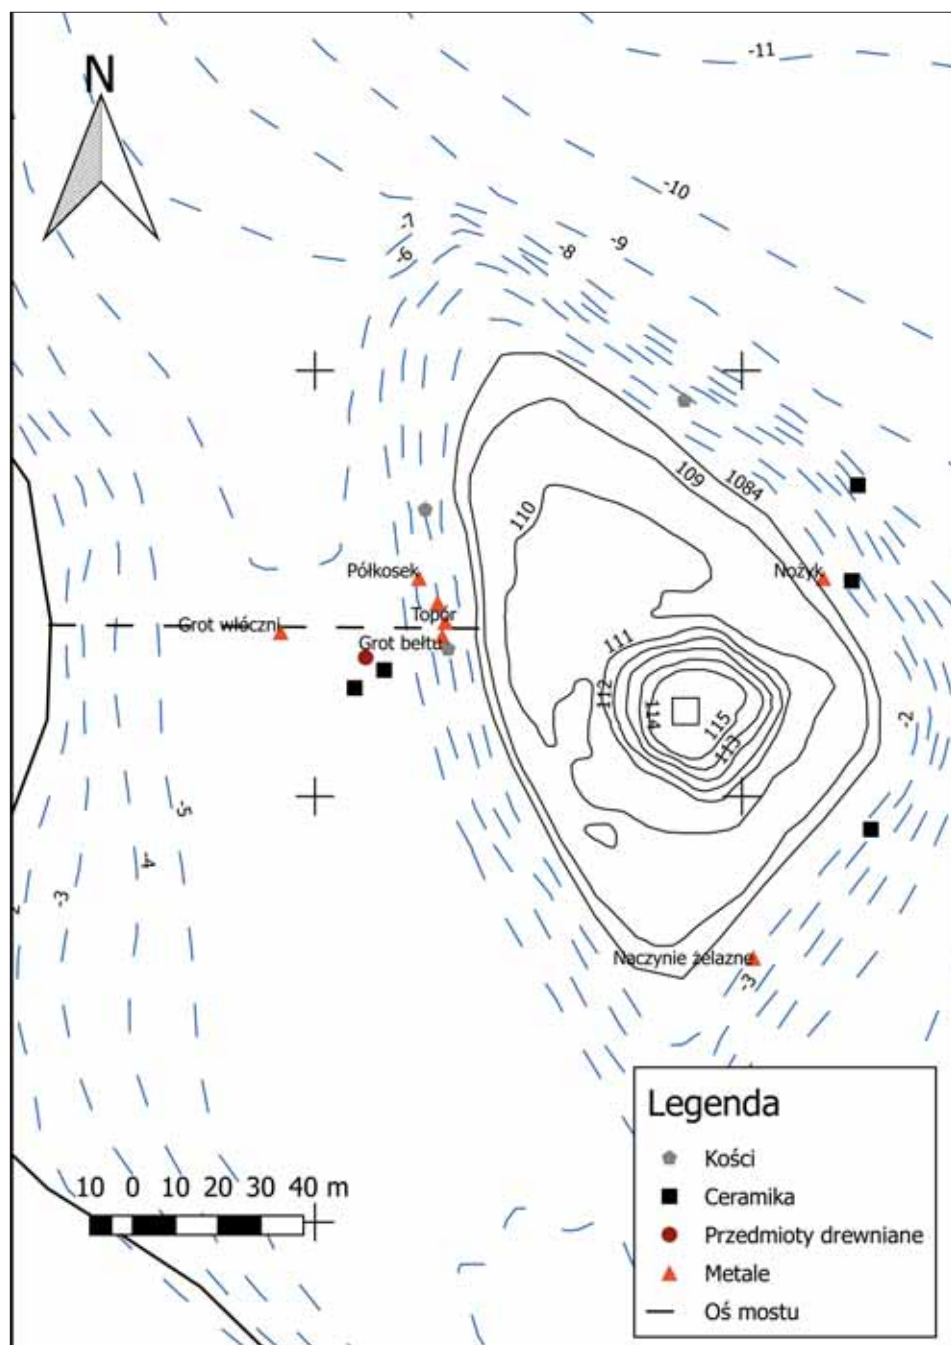 -11
N
-10
-7
-9
-6
-8
109
1084
110
Półkosek
Nożyk
Topór
Grot włóczni
Grot bełtu
111
112
114
115
113
-2
-5
-4
-3
2
Naczynie żelazne
-3
Legenda
10 0 10 20 30 40 m
Kości
Ceramika
Przedmioty drewniane
Metale
Oś mostu